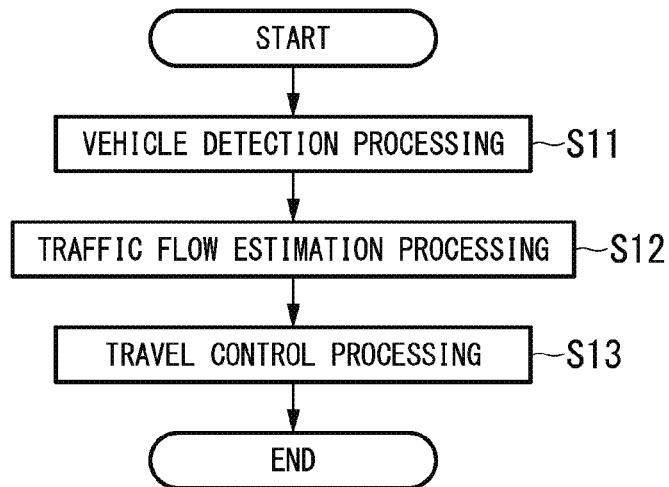 START
VEHICLE DETECTION PROCESSING S11
TRAFFIC FLOW ESTIMATION PROCESSING S12
TRAVEL CONTROL PROCESSING S13
END